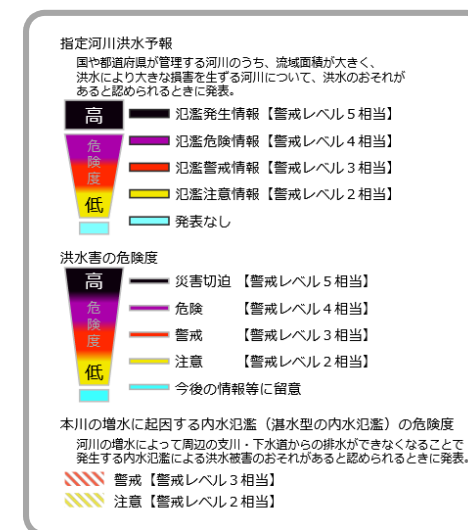 指定河川洪水予報
国や都道府県が管理する河川のうち、流域面積が大きく、
洪水により大きな損害を生ずる河川について、洪水のおそれが
あると認められるときに発表。
高 氾濫発生情報【警戒レベル５相当】
危 氾濫危険情報【警戒レベル４相当】
険
度 氾濫警戒情報【警戒レベル３相当】
低 氾濫注意情報【警戒レベル２相当】
発表なし
洪水害の危険度
高 災害切迫 【警戒レベル５相当】
危 危険 【警戒レベル４相当】
険
度 警戒 【警戒レベル３相当】
低 注意 【警戒レベル２相当】
今後の情報等に留意
本川の増水に起因する内水氾濫（湛水型の内水氾濫）の危険度
河川の増水によって周辺の支川・下水道からの排水ができなくなることで
発生する内水氾濫による洪水被害のおそれがあると認められるときに発表。
警戒【警戒レベル３相当】
注意【警戒レベル２相当】